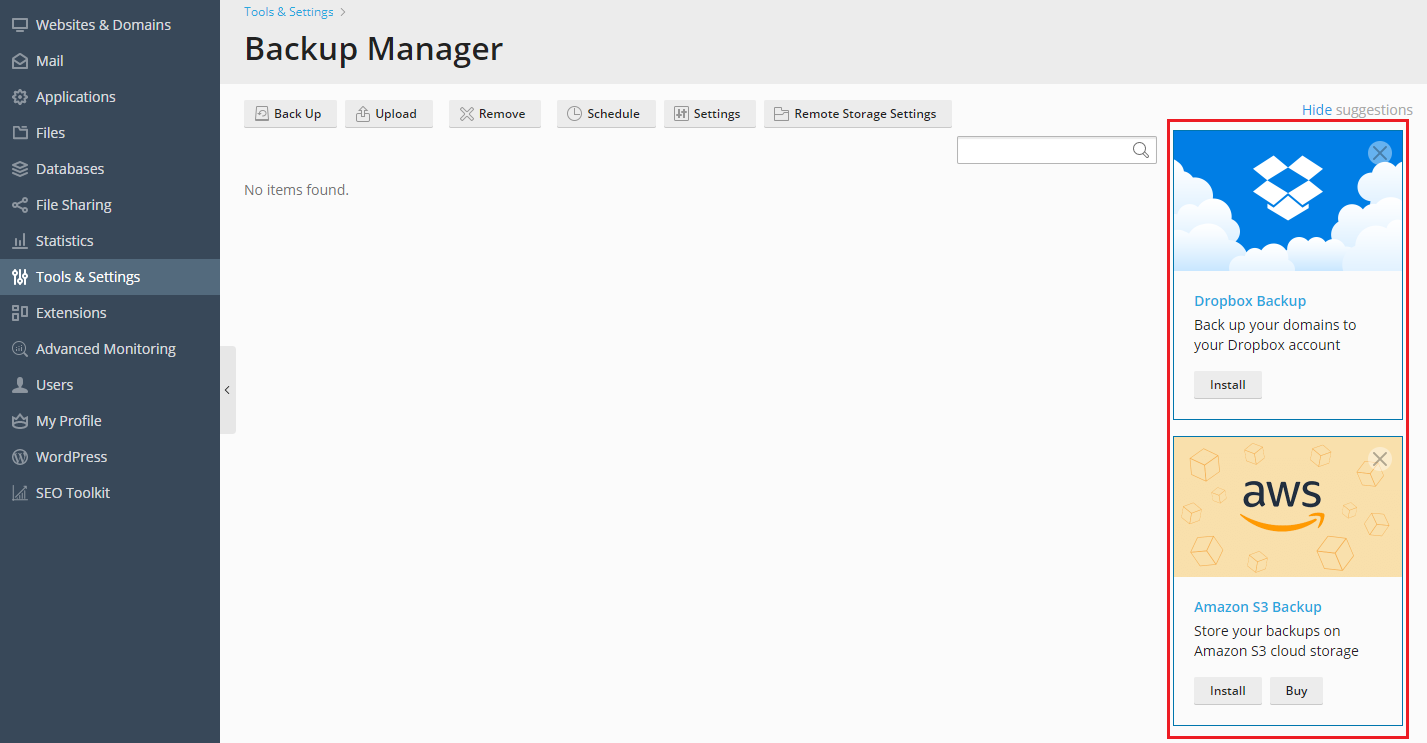 Websites & Domains
Mail
Applications
Files
Databases
File Sharing
Statistics
Tools & Settings
Extensions
Advanced Monitoring
Users
My Profile
WordPress
SEO Toolkit
Tools & Settings
Backup Manager
Back Up
Upload
Remove
Schedule
Settings
Remote Storage Settings
Hide suggestions
No items found.
Dropbox Backup
Back up your domains to
your Dropbox account
Install
aws
Amazon S3 Backup
Store your backups on
Amazon S3 cloud storage
Install
Buy